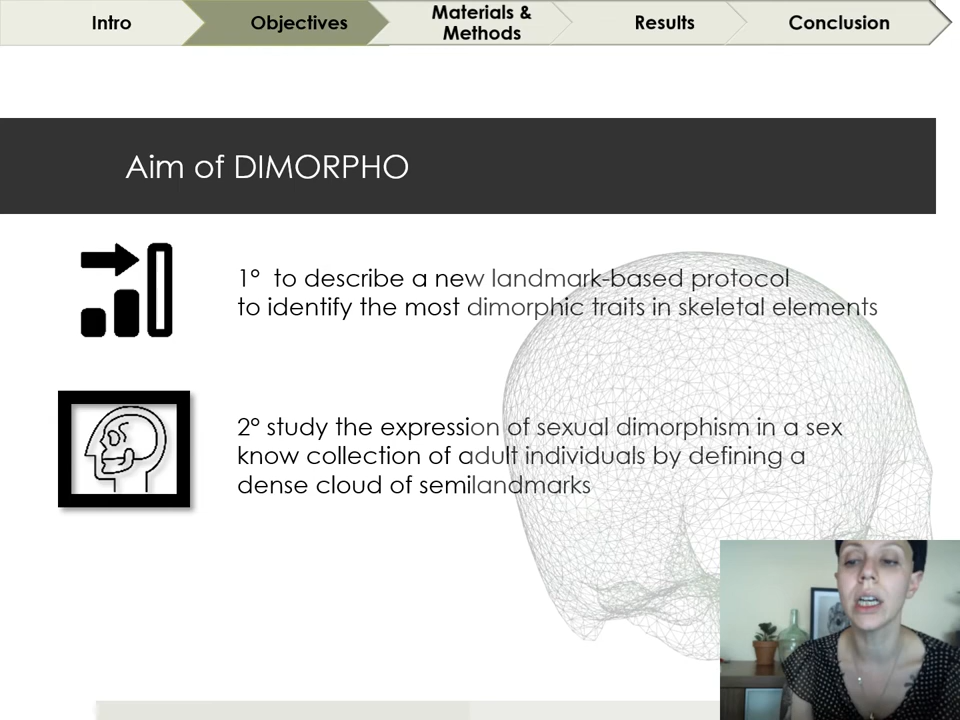 Intro
Objectives
Materials &
Methods
Results
Conclusion
Aim of DIMORPHO
1° to describe a new landmark-based protocol
to identify the most dimorphic traits in skeletal elements
2° study the expression of sexual dimorphism in a sex
know collection of adult individuals by defining a
dense cloud of semilandmarks